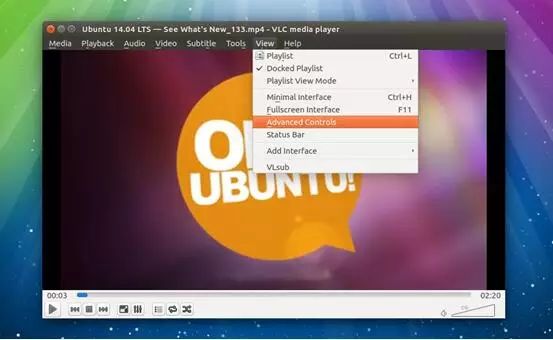 Ubuntu 14.04 LTS — See What's New_133.mp4 - VLC media player
Media Playback Audio Video Subtitle Tools View Help
Playlist Ctrl+L
Docked Playlist
Playlist View Mode
Minimal Interface Ctrl+H
Fullscreen Interface F11
Advanced Controls
Status Bar
Add Interface
VLsub
UBUNTU!
00:03 02:20